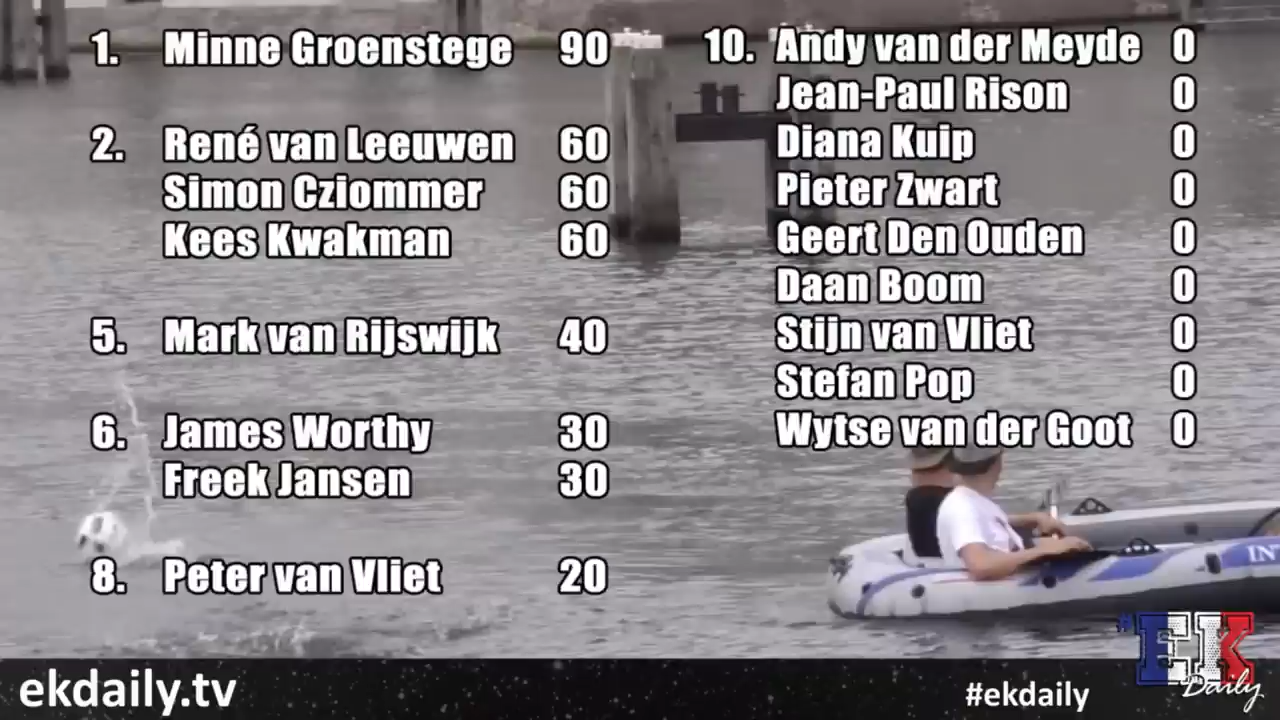 1. Minne Groenstege 90
2. René van Leeuwen 60
Simon Cziommer 60
Kees Kwakman 60
5. Mark van Rijswijk 40
6. James Worthy 30
Freek Jansen 30
8. Peter van Vliet 20
10. Andy van der Meyde 0
Jean-Paul Rison 0
Diana Kuip 0
Pieter Zwart 0
Geert Den Ouden 0
Daan Boom 0
Stijn van Vliet 0
Stefan Pop 0
Wytse van der Goot 0
IN
#EK
Daily
ekdaily.tv
#ekdaily